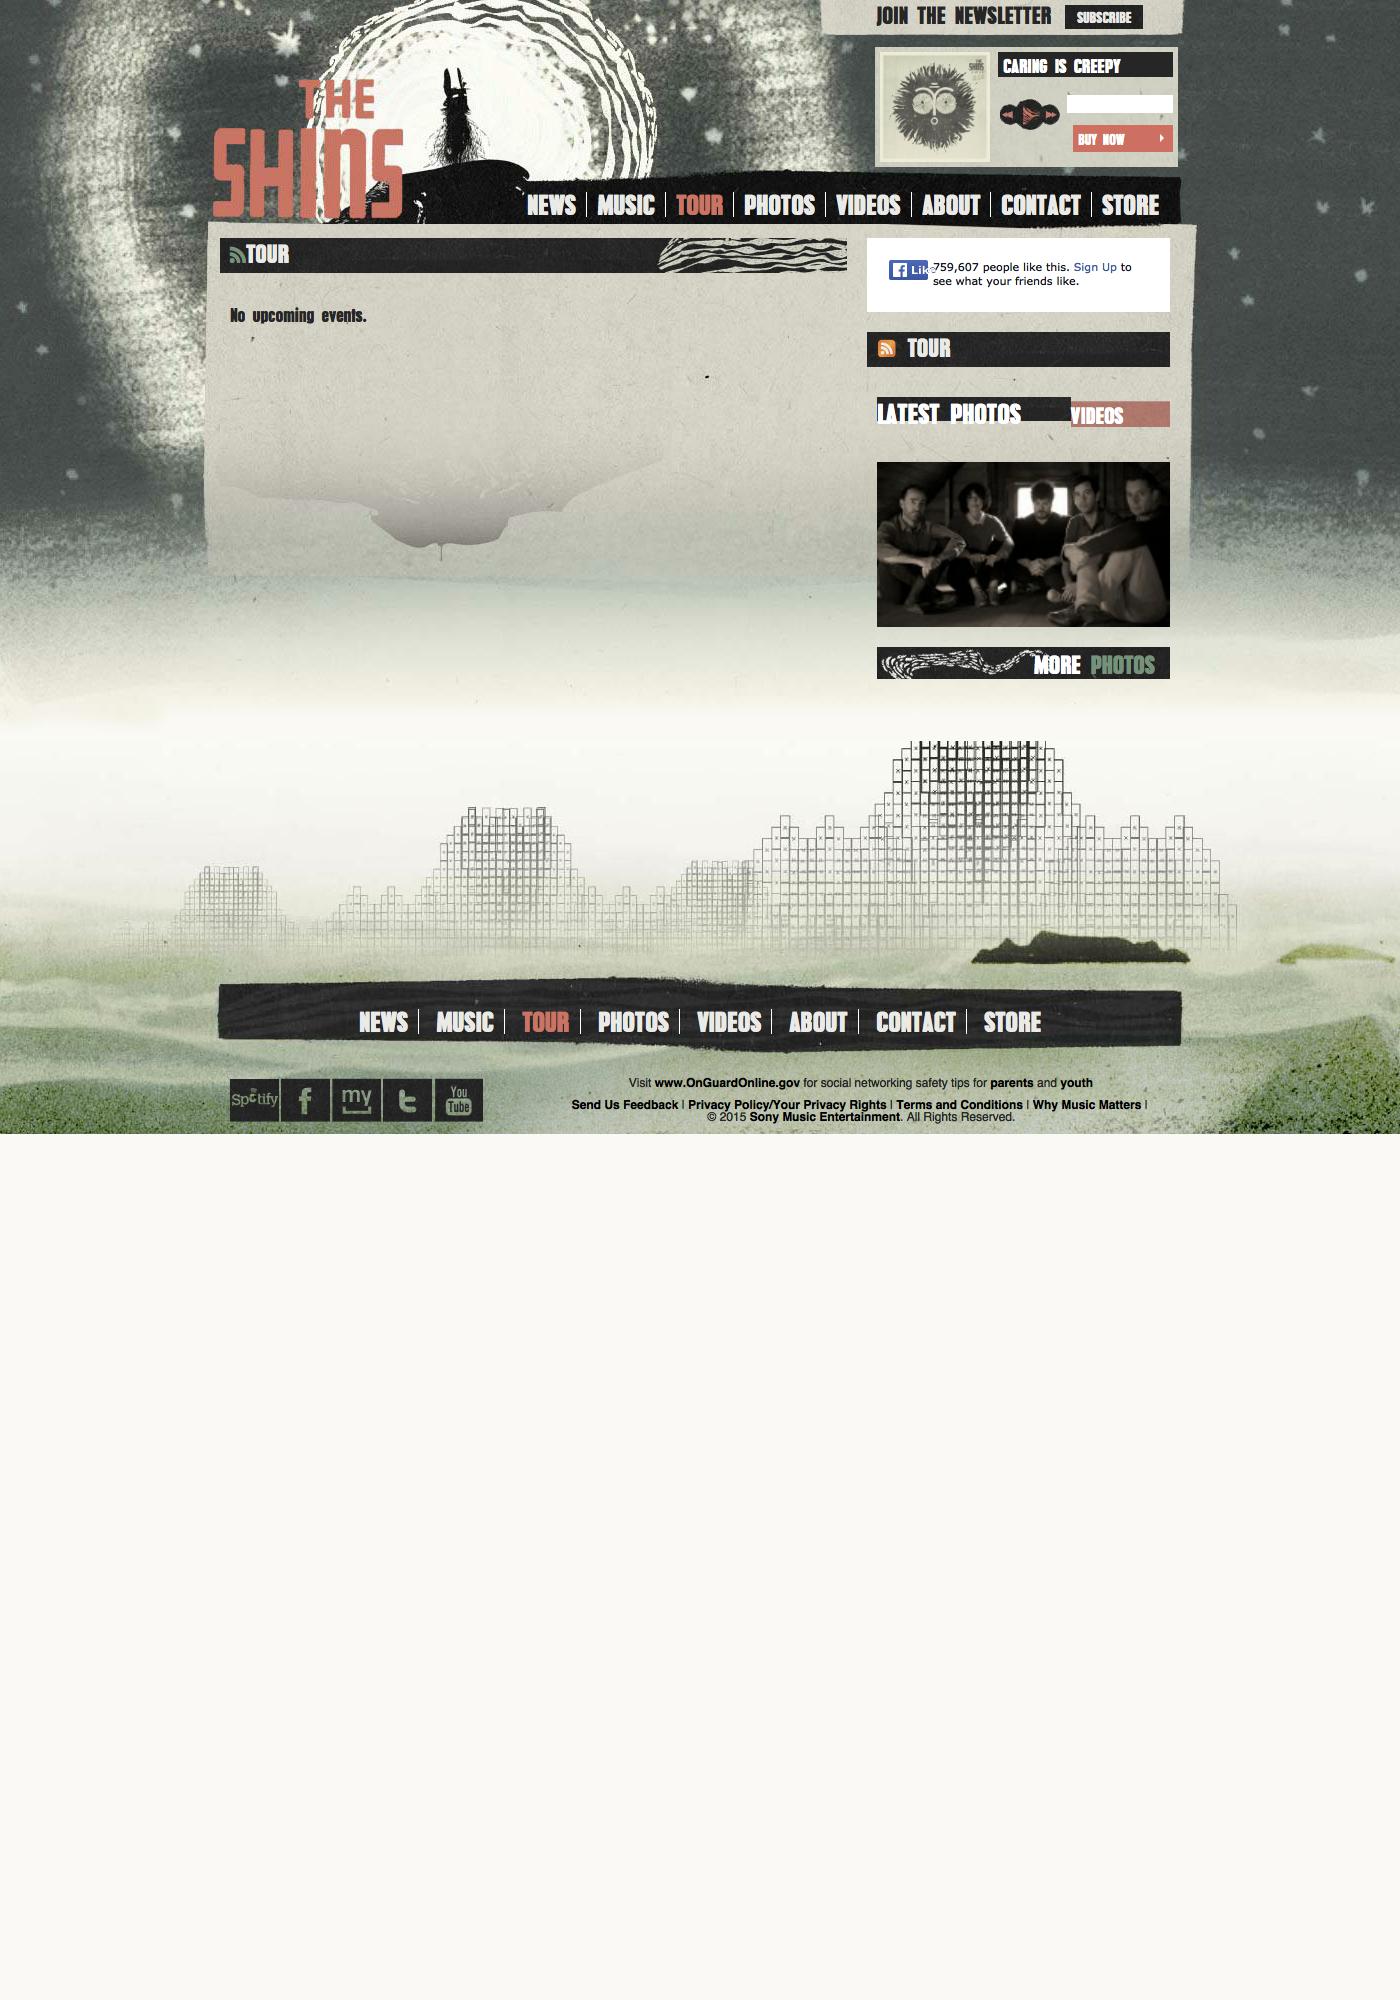 JOIN THE NEWSLETTER SUBSCRIBE
CARING IS CREEPY
BUY NOW
THE
SHINS
NEWS MUSIC TOUR PHOTOS VIDEOS ABOUT CONTACT STORE
TOUR
No upcoming events.
Like
759,607 people like this. Sign Up to
see what your friends like.
TOUR
LATEST PHOTOS VIDEOS
MORE PHOTOS
NEWS MUSIC TOUR PHOTOS VIDEOS ABOUT CONTACT STORE
Spotify f my t You Tube
Visit www.OnGuardOnline.gov for social networking safety tips for parents and youth
Send Us Feedback | Privacy Policy/Your Privacy Rights | Terms and Conditions | Why Music Matters |
© 2015 Sony Music Entertainment. All Rights Reserved.